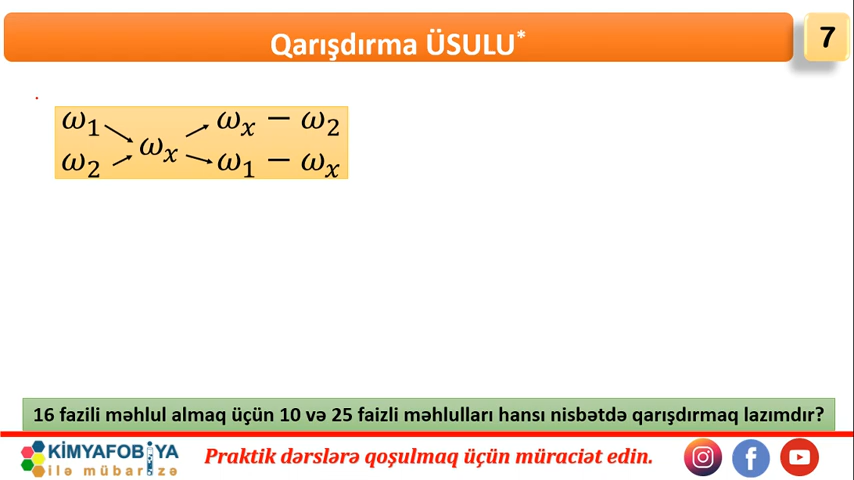 Qarışdırma ÜSULU*
7
ω₁ ωₓ − ω₂
ωₓ
ω₂ ω₁ − ωₓ
16 fazili məhlul almaq üçün 10 və 25 faizli məhlulları hansı nisbətdə qarışdırmaq lazımdır?
KİMYAFOBİYA
ilə mübarizə
Praktik dərslərə qoşulmaq üçün müraciət edin.